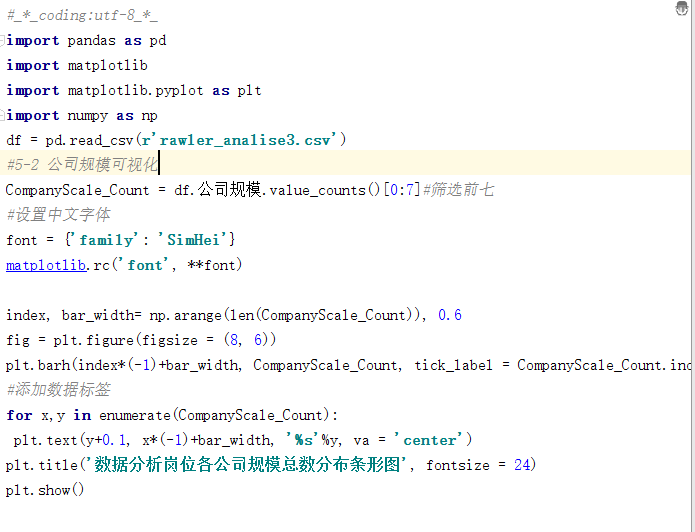 #_*_coding:utf-8_*_
import pandas as pd
import matplotlib
import matplotlib.pyplot as plt
import numpy as np
df = pd.read_csv(r'rawler_analise3.csv')
#5-2 公司规模可视化
CompanyScale_Count = df.公司规模.value_counts()[0:7]#筛选前七
#设置中文字体
font = {'family': 'SimHei'}
matplotlib.rc('font', **font)
index, bar_width= np.arange(len(CompanyScale_Count)), 0.6
fig = plt.figure(figsize = (8, 6))
plt.barh(index*(-1)+bar_width, CompanyScale_Count, tick_label = CompanyScale_Count.ind
#添加数据标签
for x,y in enumerate(CompanyScale_Count):
 plt.text(y+0.1, x*(-1)+bar_width, '%s'%y, va = 'center')
plt.title('数据分析岗位各公司规模总数分布条形图', fontsize = 24)
plt.show()